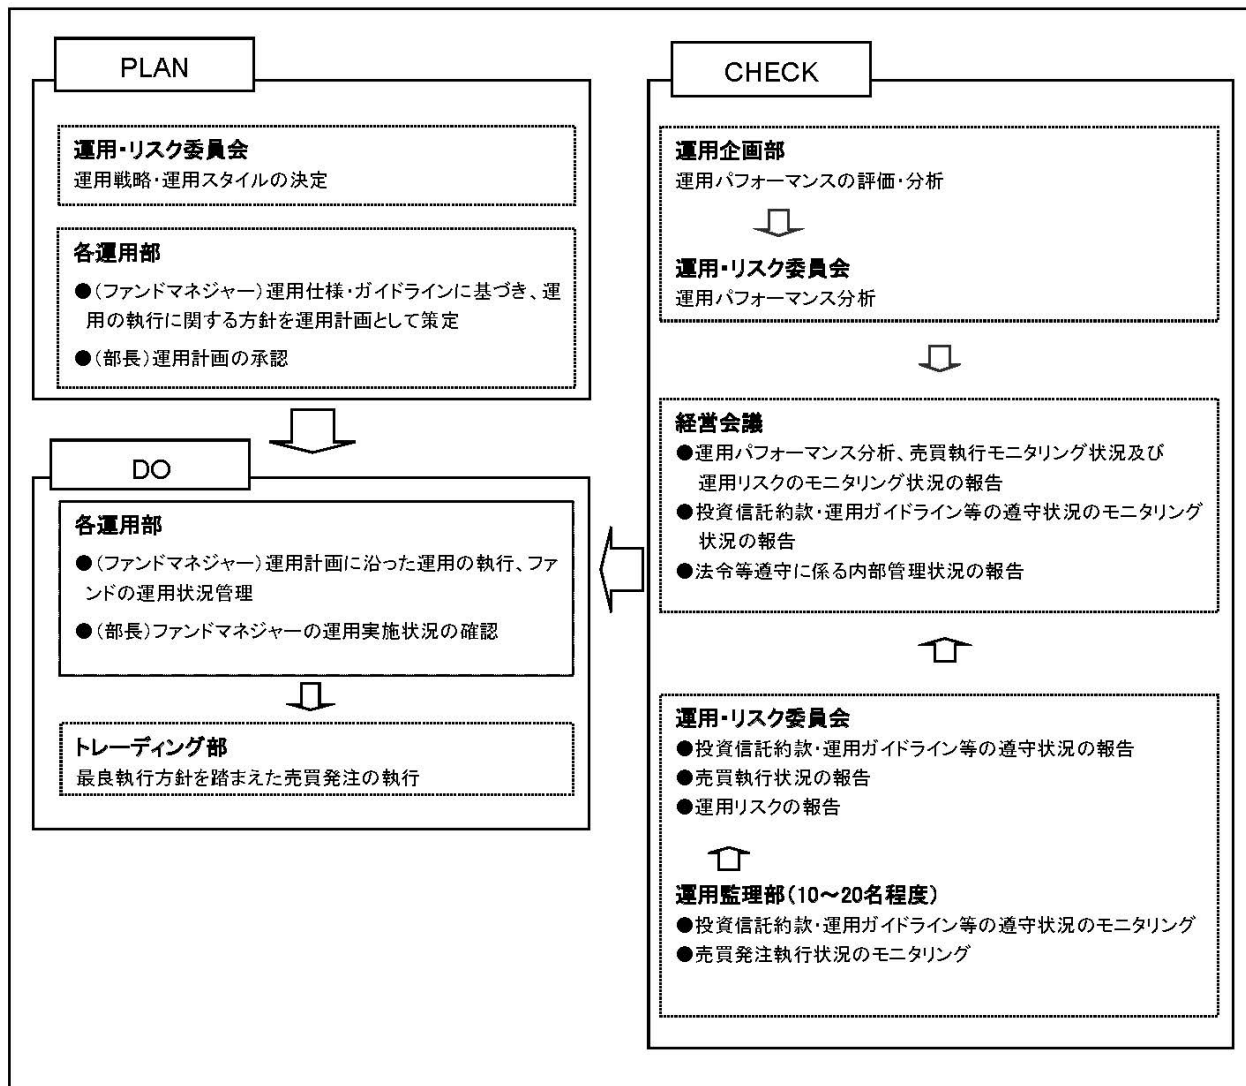 PLAN
運用・リスク委員会
運用戦略・運用スタイルの決定
各運用部
●(ファンドマネジャー)運用仕様・ガイドラインに基づき、運
用の執行に関する方針を運用計画として策定
●(部長)運用計画の承認
DO
各運用部
●(ファンドマネジャー)運用計画に沿った運用の執行、ファ
ンドの運用状況管理
●(部長)ファンドマネジャーの運用実施状況の確認
トレーディング部
最良執行方針を踏まえた売買発注の執行
CHECK
運用企画部
運用パフォーマンスの評価・分析
運用・リスク委員会
運用パフォーマンス分析
経営会議
●運用パフォーマンス分析、売買執行モニタリング状況及び
運用リスクのモニタリング状況の報告
●投資信託約款・運用ガイドライン等の遵守状況のモニタリング
状況の報告
●法令等遵守に係る内部管理状況の報告
運用・リスク委員会
●投資信託約款・運用ガイドライン等の遵守状況の報告
●売買執行状況の報告
●運用リスクの報告
運用監理部(10～20名程度)
●投資信託約款・運用ガイドライン等の遵守状況のモニタリング
●売買発注執行状況のモニタリング